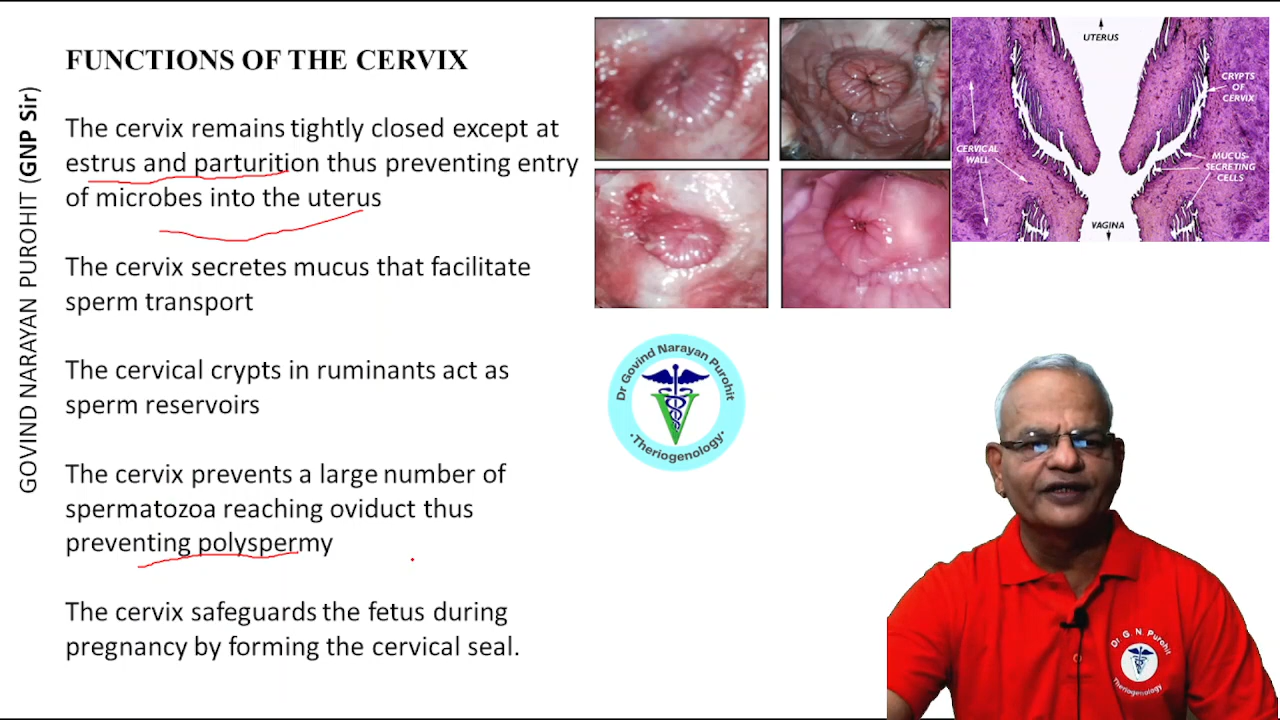 FUNCTIONS OF THE CERVIX
The cervix remains tightly closed except at
estrus and parturition thus preventing entry
of microbes into the uterus
The cervix secretes mucus that facilitate
sperm transport
The cervical crypts in ruminants act as
sperm reservoirs
The cervix prevents a large number of
spermatozoa reaching oviduct thus
preventing polyspermy
The cervix safeguards the fetus during
pregnancy by forming the cervical seal.
GOVIND NARAYAN PUROHIT (GNP Sir)
UTERUS
CRYPTS
OF
CERVIX
CERVICAL
WALL
MUCUS-
SECRETING
CELLS
VAGINA
Dr Govind Narayan Purohit
·Theriogenology·
Dr G. N. Purohit
Theriogenology